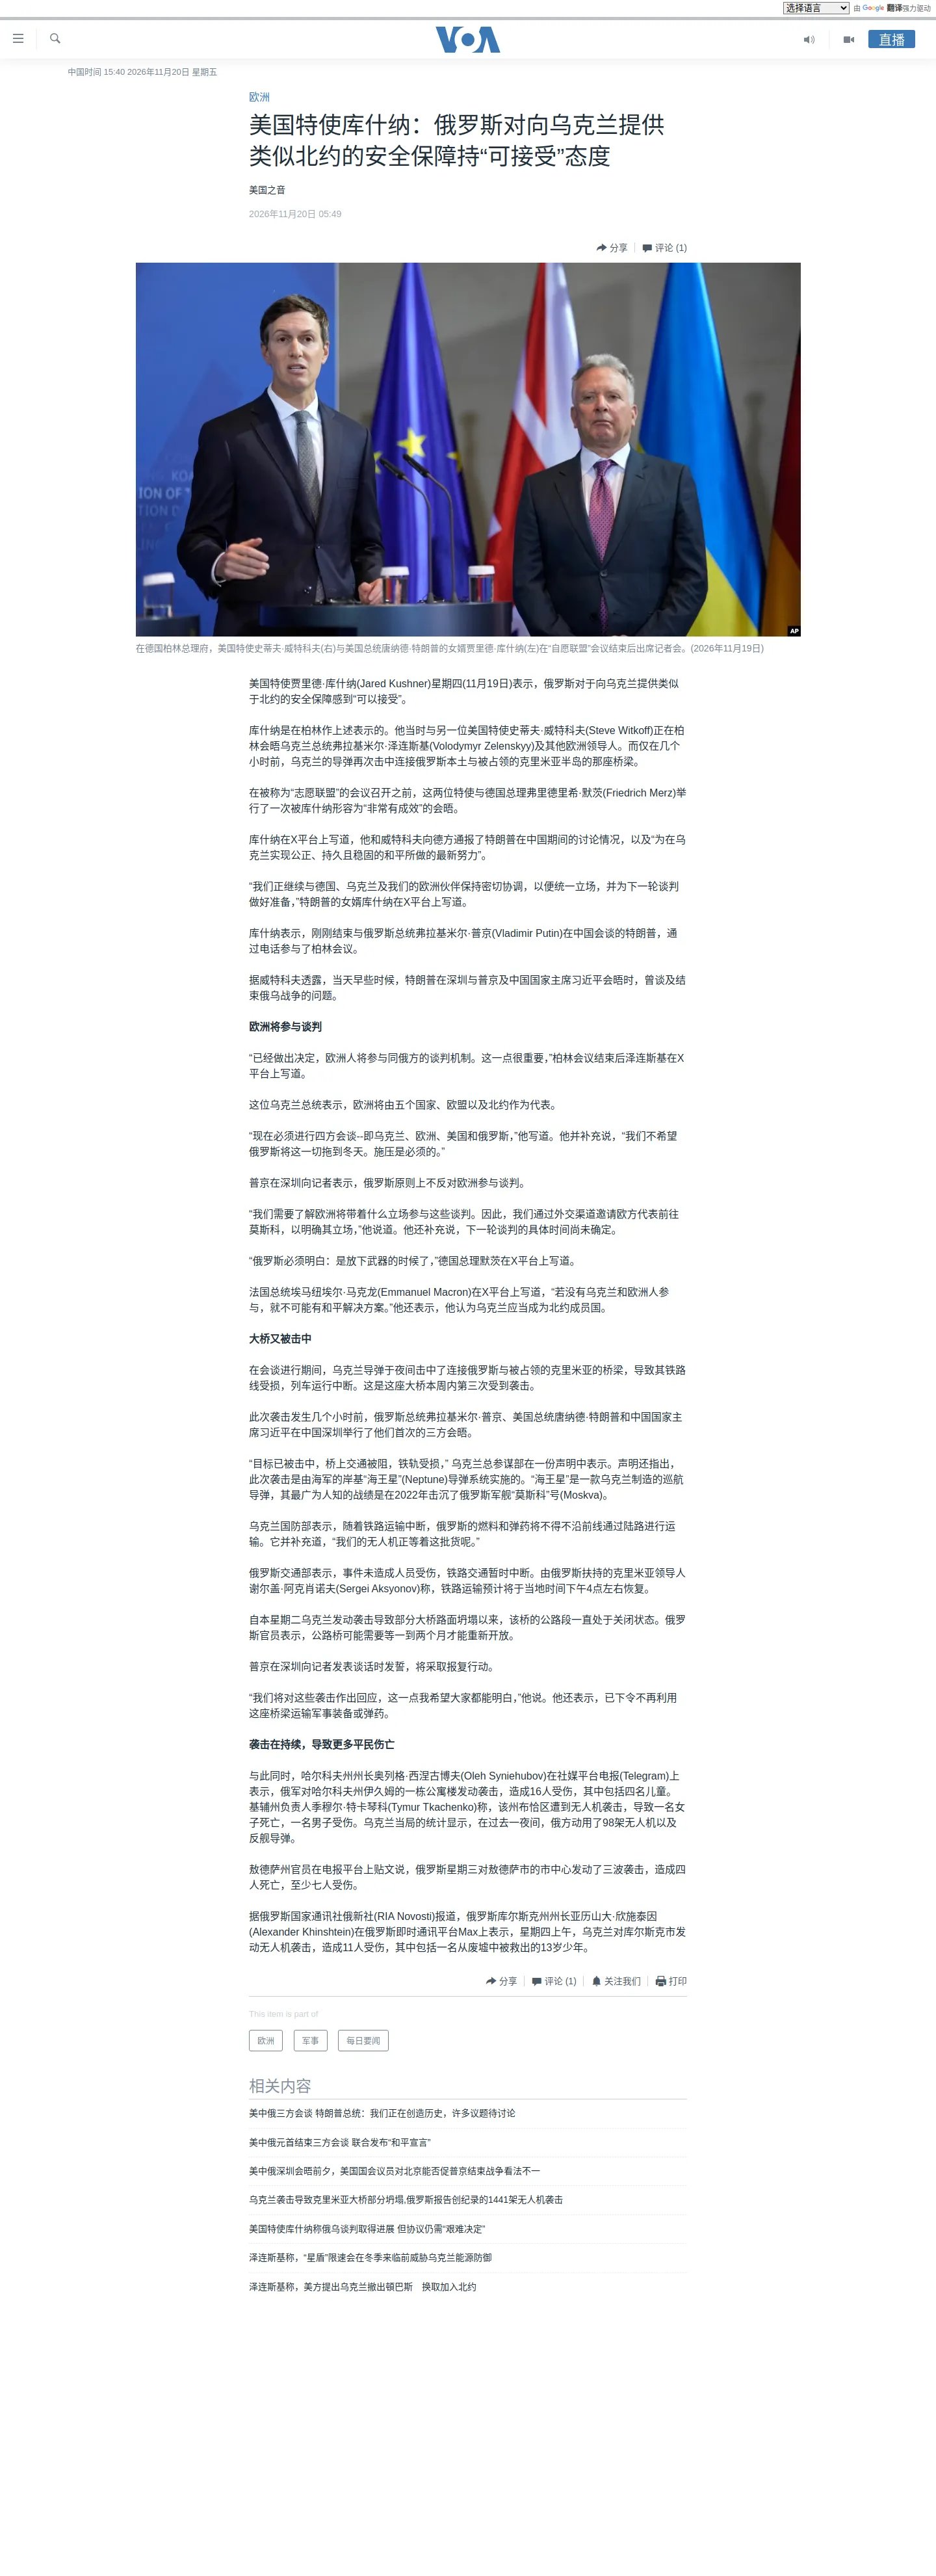 选择语言
由 Google 翻译强力驱动
VOA
直播
中国时间 15:40 2026年11月20日 星期五
欧洲
美国特使库什纳：俄罗斯对向乌克兰提供
类似北约的安全保障持“可接受”态度
美国之音
2026年11月20日 05:49
分享
评论 (1)
AP
在德国柏林总理府，美国特使史蒂夫·威特科夫(右)与美国总统唐纳德·特朗普的女婿贾里德·库什纳(左)在“自愿联盟”会议结束后出席记者会。(2026年11月19日)
美国特使贾里德·库什纳(Jared Kushner)星期四(11月19日)表示，俄罗斯对于向乌克兰提供类似
于北约的安全保障感到“可以接受”。
库什纳是在柏林作上述表示的。他当时与另一位美国特使史蒂夫·威特科夫(Steve Witkoff)正在柏
林会晤乌克兰总统弗拉基米尔·泽连斯基(Volodymyr Zelenskyy)及其他欧洲领导人。而仅在几个
小时前，乌克兰的导弹再次击中连接俄罗斯本土与被占领的克里米亚半岛的那座桥梁。
在被称为“志愿联盟”的会议召开之前，这两位特使与德国总理弗里德里希·默茨(Friedrich Merz)举
行了一次被库什纳形容为“非常有成效”的会晤。
库什纳在X平台上写道，他和威特科夫向德方通报了特朗普在中国期间的讨论情况，以及“为在乌
克兰实现公正、持久且稳固的和平所做的最新努力”。
“我们正继续与德国、乌克兰及我们的欧洲伙伴保持密切协调，以便统一立场，并为下一轮谈判
做好准备，”特朗普的女婿库什纳在X平台上写道。
库什纳表示，刚刚结束与俄罗斯总统弗拉基米尔·普京(Vladimir Putin)在中国会谈的特朗普，通
过电话参与了柏林会议。
据威特科夫透露，当天早些时候，特朗普在深圳与普京及中国国家主席习近平会晤时，曾谈及结
束俄乌战争的问题。
欧洲将参与谈判
“已经做出决定，欧洲人将参与同俄方的谈判机制。这一点很重要，”柏林会议结束后泽连斯基在X
平台上写道。
这位乌克兰总统表示，欧洲将由五个国家、欧盟以及北约作为代表。
“现在必须进行四方会谈--即乌克兰、欧洲、美国和俄罗斯，”他写道。他并补充说，“我们不希望
俄罗斯将这一切拖到冬天。施压是必须的。”
普京在深圳向记者表示，俄罗斯原则上不反对欧洲参与谈判。
“我们需要了解欧洲将带着什么立场参与这些谈判。因此，我们通过外交渠道邀请欧方代表前往
莫斯科，以明确其立场，”他说道。他还补充说，下一轮谈判的具体时间尚未确定。
“俄罗斯必须明白：是放下武器的时候了，”德国总理默茨在X平台上写道。
法国总统埃马纽埃尔·马克龙(Emmanuel Macron)在X平台上写道，“若没有乌克兰和欧洲人参
与，就不可能有和平解决方案。”他还表示，他认为乌克兰应当成为北约成员国。
大桥又被击中
在会谈进行期间，乌克兰导弹于夜间击中了连接俄罗斯与被占领的克里米亚的桥梁，导致其铁路
线受损，列车运行中断。这是这座大桥本周内第三次受到袭击。
此次袭击发生几个小时前，俄罗斯总统弗拉基米尔·普京、美国总统唐纳德·特朗普和中国国家主
席习近平在中国深圳举行了他们首次的三方会晤。
“目标已被击中，桥上交通被阻，铁轨受损，” 乌克兰总参谋部在一份声明中表示。声明还指出，
此次袭击是由海军的岸基“海王星”(Neptune)导弹系统实施的。“海王星”是一款乌克兰制造的巡航
导弹，其最广为人知的战绩是在2022年击沉了俄罗斯军舰“莫斯科”号(Moskva)。
乌克兰国防部表示，随着铁路运输中断，俄罗斯的燃料和弹药将不得不沿前线通过陆路进行运
输。它并补充道，“我们的无人机正等着这批货呢。”
俄罗斯交通部表示，事件未造成人员受伤，铁路交通暂时中断。由俄罗斯扶持的克里米亚领导人
谢尔盖·阿克肖诺夫(Sergei Aksyonov)称，铁路运输预计将于当地时间下午4点左右恢复。
自本星期二乌克兰发动袭击导致部分大桥路面坍塌以来，该桥的公路段一直处于关闭状态。俄罗
斯官员表示，公路桥可能需要等一到两个月才能重新开放。
普京在深圳向记者发表谈话时发誓，将采取报复行动。
“我们将对这些袭击作出回应，这一点我希望大家都能明白，”他说。他还表示，已下令不再利用
这座桥梁运输军事装备或弹药。
袭击在持续，导致更多平民伤亡
与此同时，哈尔科夫州州长奥列格·西涅古博夫(Oleh Syniehubov)在社媒平台电报(Telegram)上
表示，俄军对哈尔科夫州伊久姆的一栋公寓楼发动袭击，造成16人受伤，其中包括四名儿童。
基辅州负责人季穆尔·特卡琴科(Tymur Tkachenko)称，该州布恰区遭到无人机袭击，导致一名女
子死亡，一名男子受伤。乌克兰当局的统计显示，在过去一夜间，俄方动用了98架无人机以及
反舰导弹。
敖德萨州官员在电报平台上贴文说，俄罗斯星期三对敖德萨市的市中心发动了三波袭击，造成四
人死亡，至少七人受伤。
据俄罗斯国家通讯社俄新社(RIA Novosti)报道，俄罗斯库尔斯克州州长亚历山大·欣施泰因
(Alexander Khinshtein)在俄罗斯即时通讯平台Max上表示，星期四上午，乌克兰对库尔斯克市发
动无人机袭击，造成11人受伤，其中包括一名从废墟中被救出的13岁少年。
分享
评论 (1)
关注我们
打印
This item is part of
欧洲
军事
每日要闻
相关内容
美中俄三方会谈 特朗普总统：我们正在创造历史，许多议题待讨论
美中俄元首结束三方会谈 联合发布“和平宣言”
美中俄深圳会晤前夕，美国国会议员对北京能否促普京结束战争看法不一
乌克兰袭击导致克里米亚大桥部分坍塌,俄罗斯报告创纪录的1441架无人机袭击
美国特使库什纳称俄乌谈判取得进展 但协议仍需“艰难决定”
泽连斯基称，“星盾”限速会在冬季来临前威胁乌克兰能源防御
泽连斯基称，美方提出乌克兰撤出顿巴斯　换取加入北约